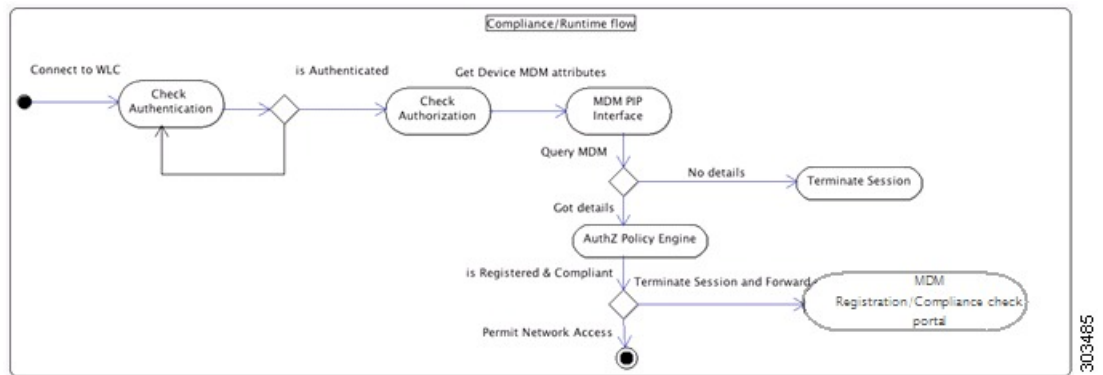 Compliance/Runtime flow
Connect to WLC
is Authenticated
Get Device MDM attributes
Check
Authentication
Check
Authorization
MDM PIP
Interface
Query MDM
No details
Terminate Session
Got details
AuthZ Policy Engine
is Registered & Compliant
Terminate Session and Forward
MDM
Registration/Compliance check
portal
Permit Network Access
303485